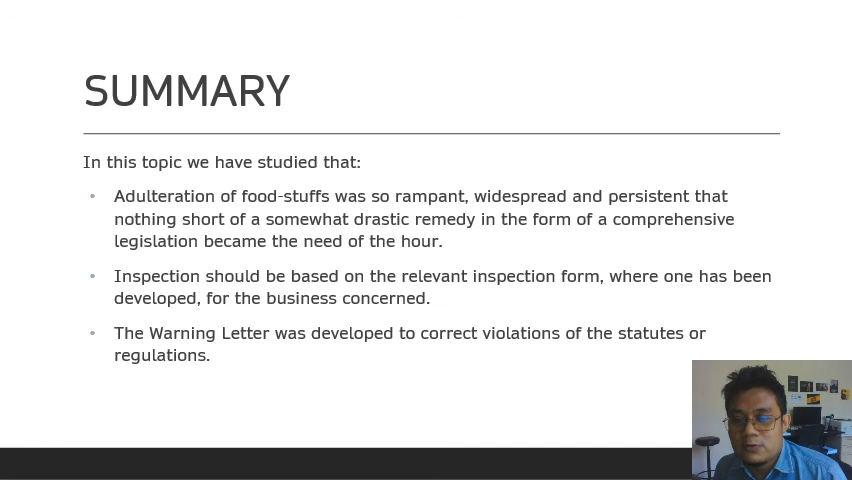 SUMMARY
In this topic we have studied that:
• Adulteration of food-stuffs was so rampant, widespread and persistent that
nothing short of a somewhat drastic remedy in the form of a comprehensive
legislation became the need of the hour.
• Inspection should be based on the relevant inspection form, where one has been
developed, for the business concerned.
• The Warning Letter was developed to correct violations of the statutes or
regulations.